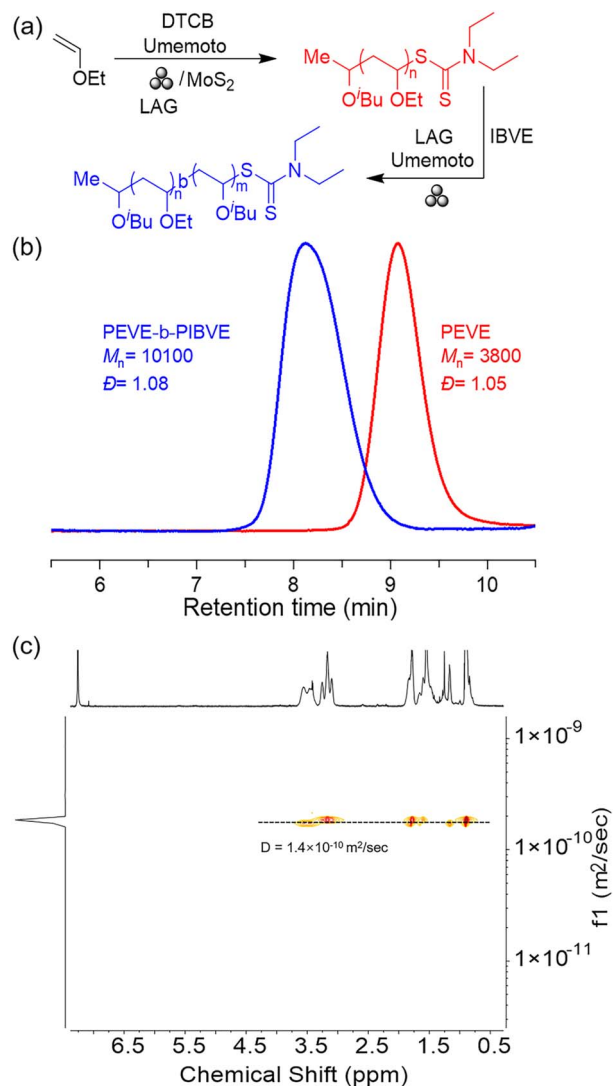 (a)
DTCB
Umemoto
/MoS₂
LAG
OEt
Me
OⁱBu
OEt
n
S
N
S
LAG
Umemoto
IBVE
Me
OⁱBu
n
OEt
b
m
OⁱBu
S
N
S
(b)
PEVE-b-PIBVE
Mn= 10100
Đ= 1.08
PEVE
Mn= 3800
Đ= 1.05
6 7 8 9 10
Retention time (min)
(c)
1×10⁻⁹
1×10⁻¹⁰
D = 1.4×10⁻¹⁰ m²/sec
1×10⁻¹¹
f1 (m2/sec)
6.5 5.5 4.5 3.5 2.5 1.5 0.5
Chemical Shift (ppm)